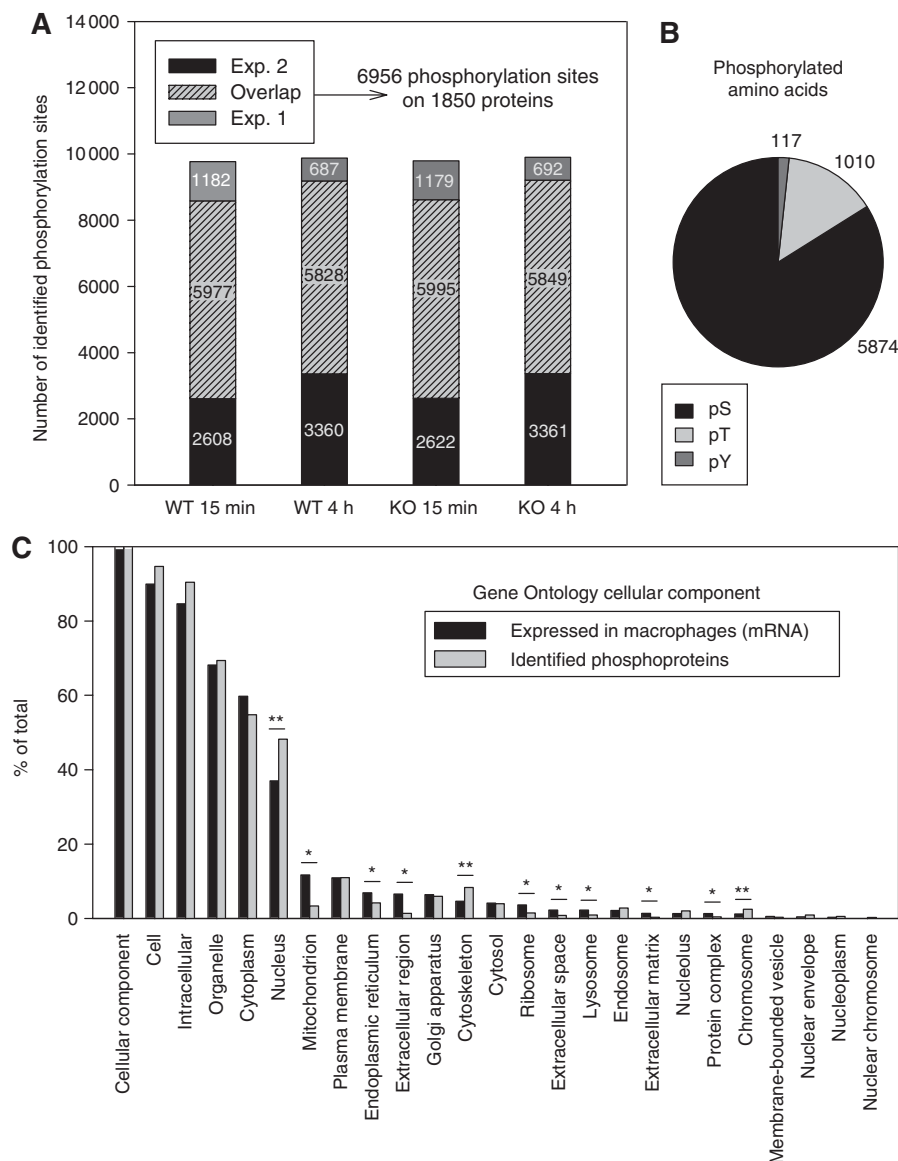 A
14 000
12 000
10 000
8000
6000
4000
2000
0
Number of identified phosphorylation sites
Exp. 2
Overlap
Exp. 1
6956 phosphorylation sites
on 1850 proteins
1182
5977
2608
687
5828
3360
1179
5995
2622
692
5849
3361
WT 15 min
WT 4 h
KO 15 min
KO 4 h
B
Phosphorylated
amino acids
117
1010
5874
pS
pT
pY
C
100
80
60
40
20
0
% of total
Gene Ontology cellular component
Expressed in macrophages (mRNA)
Identified phosphoproteins
**
*
*
*
**
*
*
*
*
*
**
Cellular component
Cell
Intracellular
Organelle
Cytoplasm
Nucleus
Mitochondrion
Plasma membrane
Endoplasmic reticulum
Extracellular region
Golgi apparatus
Cytoskeleton
Cytosol
Ribosome
Extracellular space
Lysosome
Endosome
Extracellular matrix
Nucleolus
Protein complex
Chromosome
Membrane-bounded vesicle
Nuclear envelope
Nucleoplasm
Nuclear chromosome